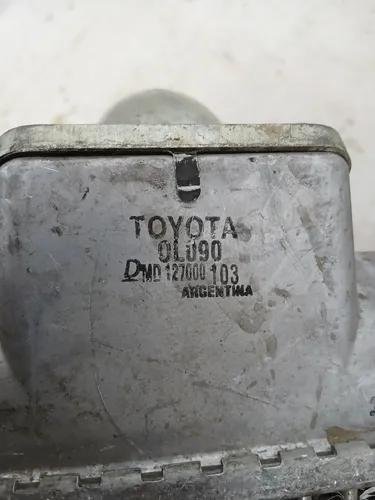 TOYOTA
0L090
DMD 127000 103
ARGENTINA